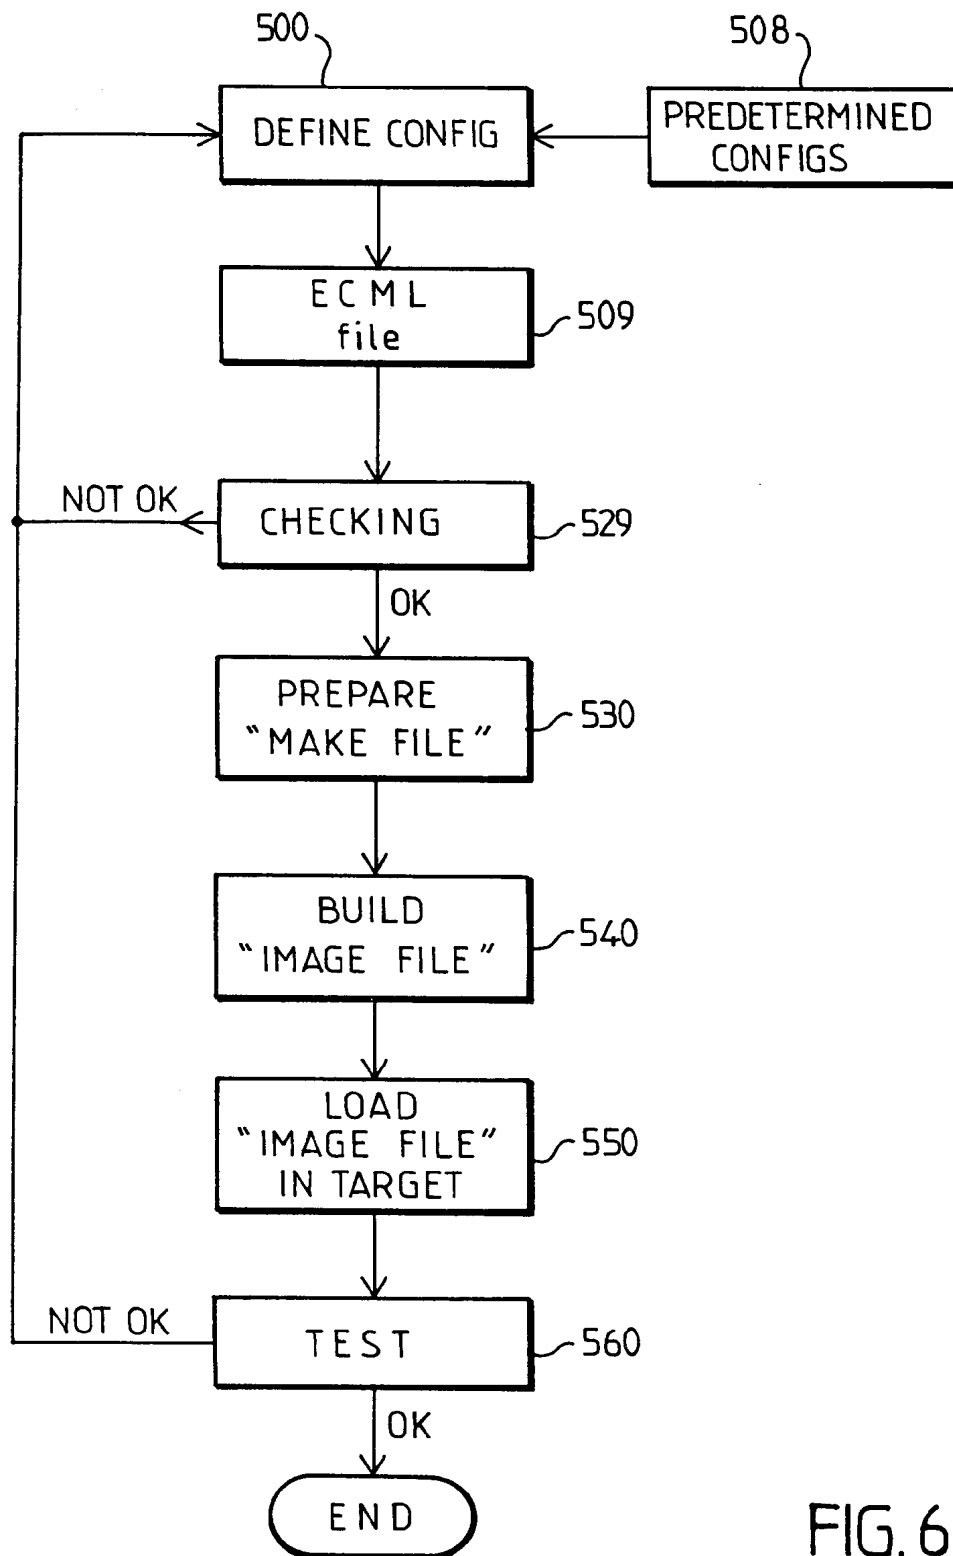 500
508
DEFINE CONFIG
PREDETERMINED
CONFIGS
ECML
file
509
NOT OK
CHECKING
529
OK
PREPARE
"MAKE FILE"
530
BUILD
"IMAGE FILE"
540
LOAD
"IMAGE FILE"
IN TARGET
550
NOT OK
TEST
560
OK
END
FIG. 6